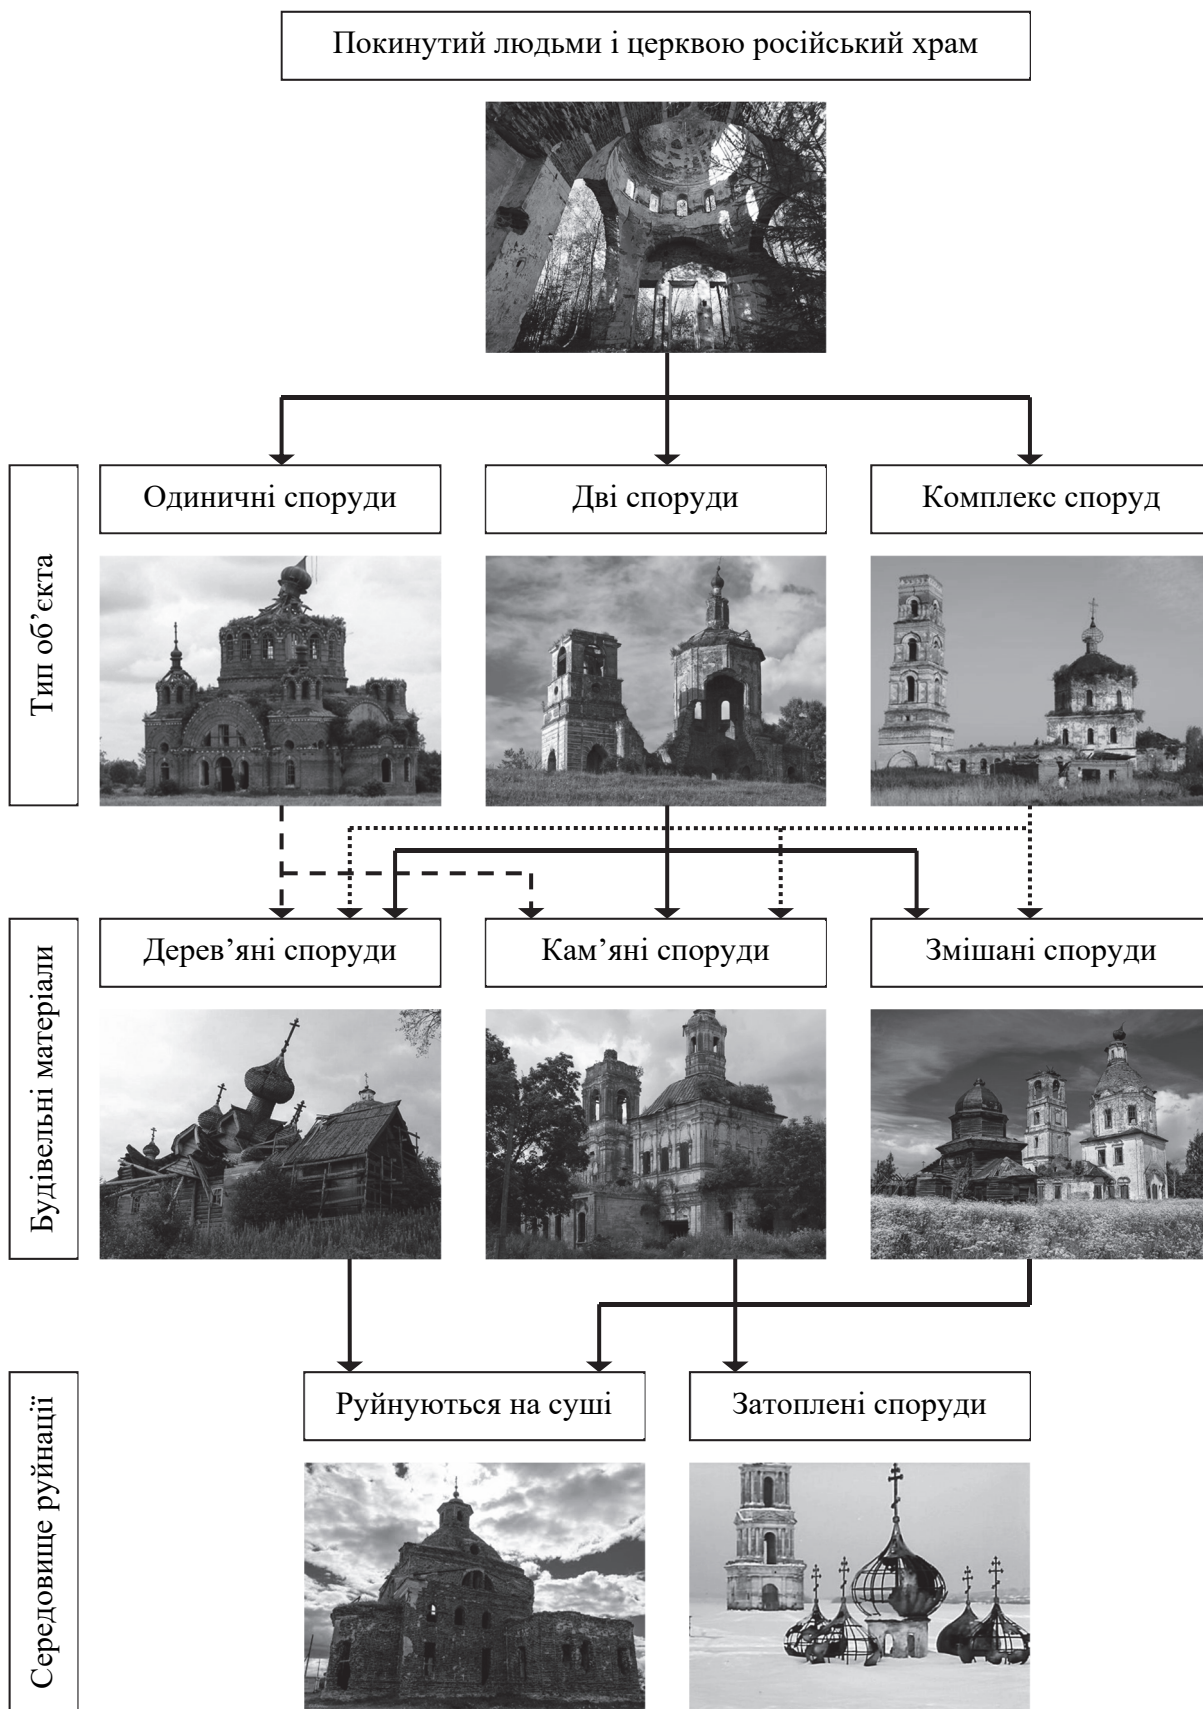 Покинутий людьми і церквою російський храм
Тип об’єкта
Одиничні споруди
Дві споруди
Комплекс споруд
Будівельні матеріали
Дерев’яні споруди
Кам’яні споруди
Змішані споруди
Середовище руйнації
Руйнуються на суші
Затоплені споруди